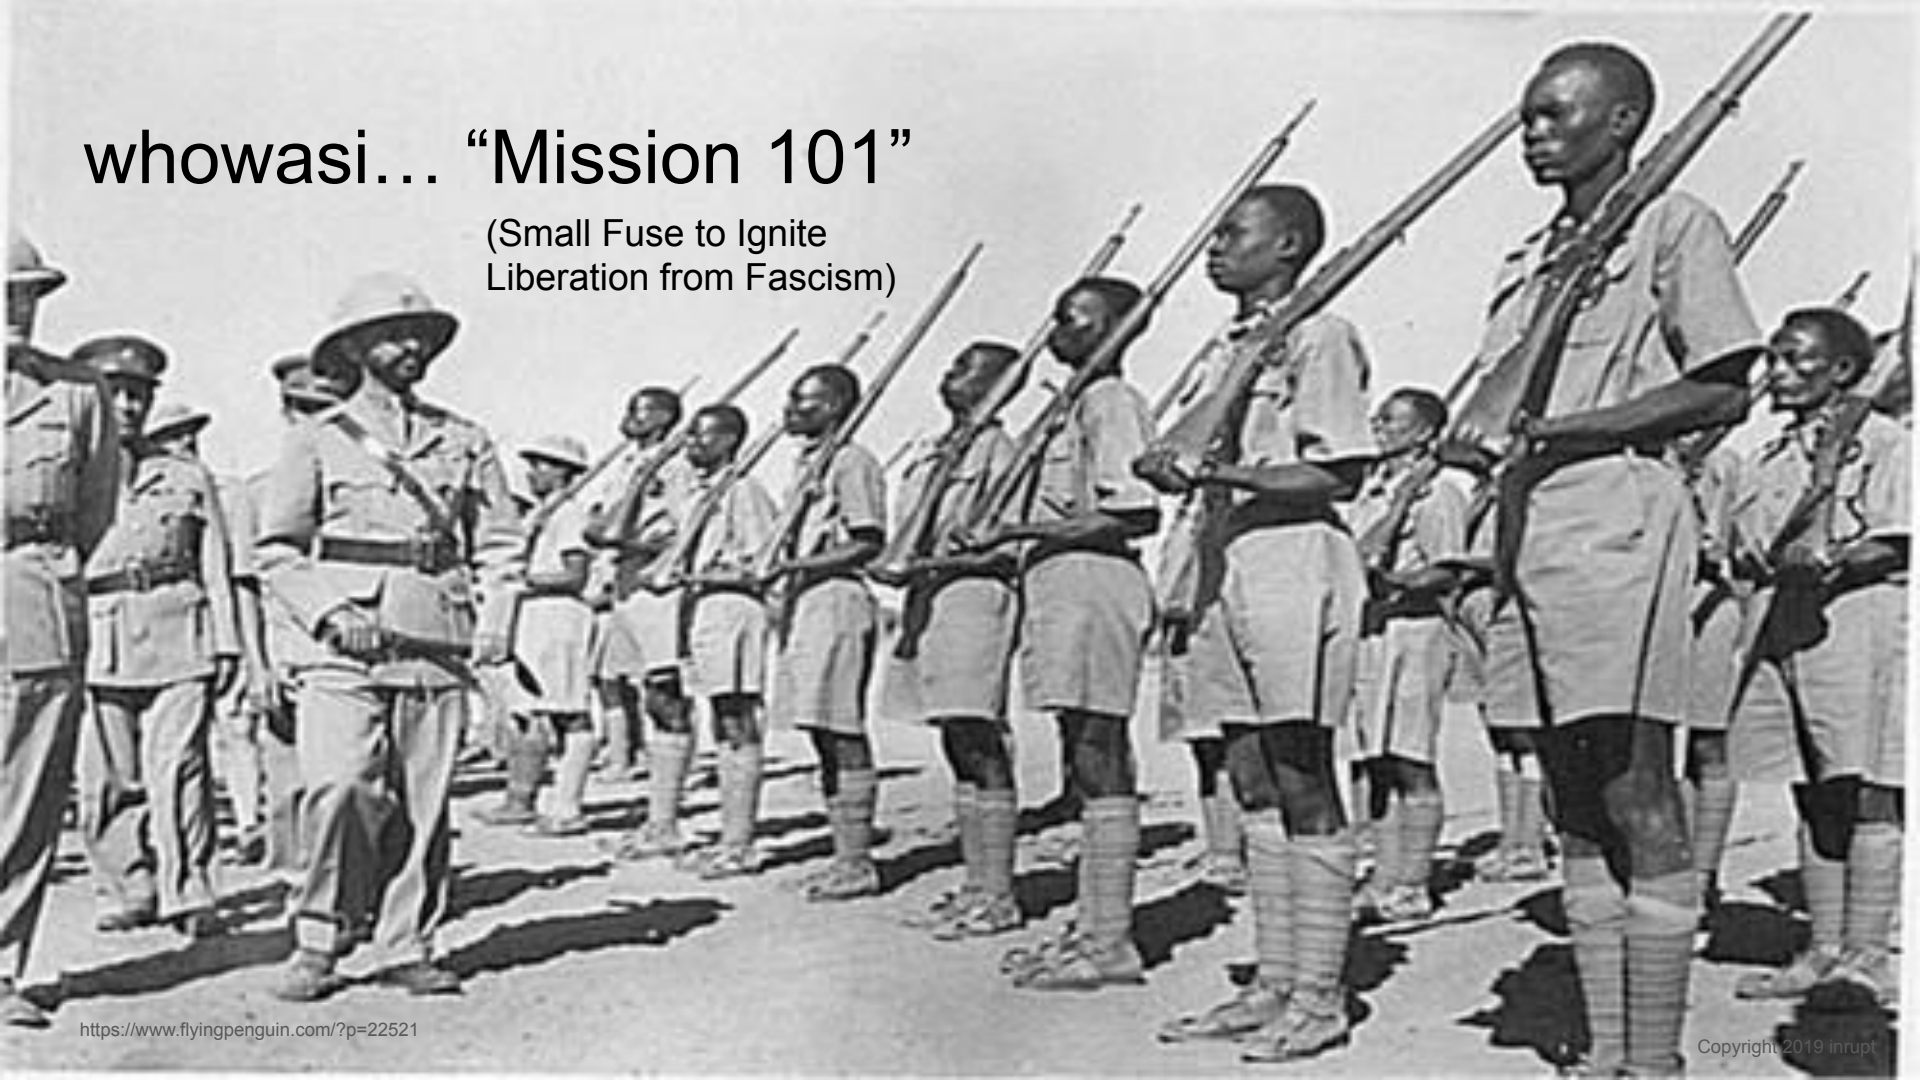 whowasi… “Mission 101”
(Small Fuse to Ignite
Liberation from Fascism)
https://www.flyingpenguin.com/?p=22521
Copyright 2019 inrupt